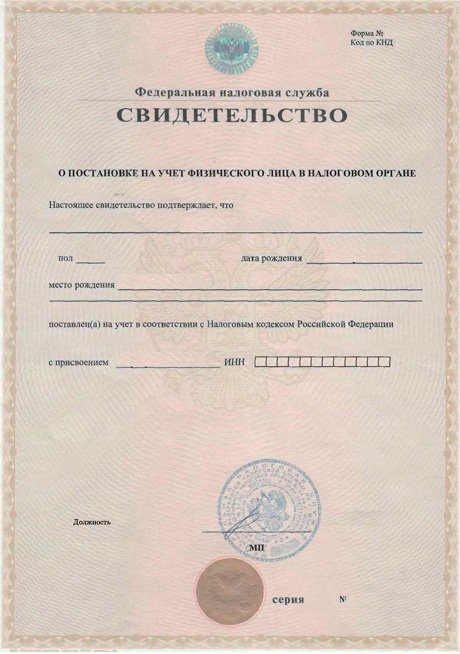 Форма №
Код по КНД
Федеральная налоговая служба
СВИДЕТЕЛЬСТВО
О ПОСТАНОВКЕ НА УЧЕТ ФИЗИЧЕСКОГО ЛИЦА В НАЛОГОВОМ ОРГАНЕ
Настоящее свидетельство подтверждает, что
пол дата рождения
место рождения
поставлен(а) на учет в соответствии с Налоговым кодексом Российской Федерации
с присвоением ИНН
Должность
МП
серия №